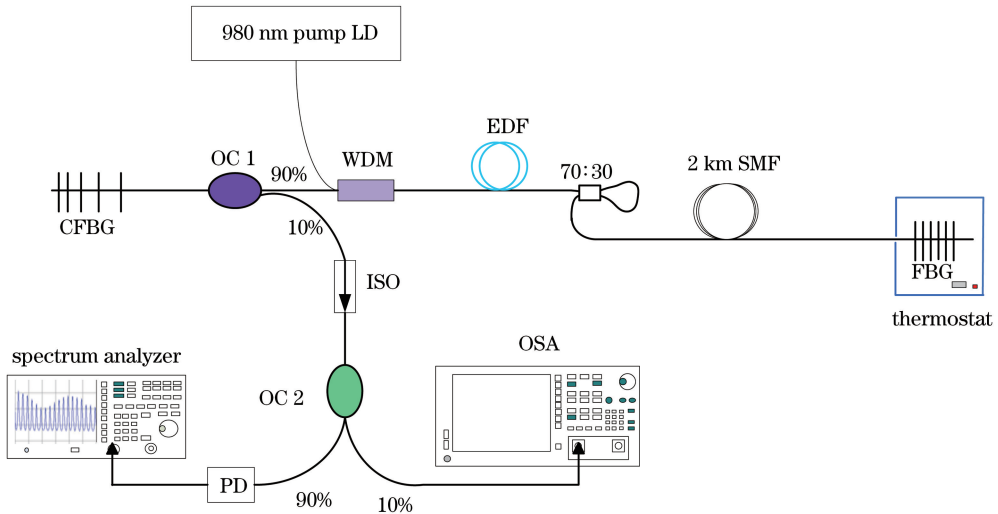 980 nm pump LD
EDF
OC 1
90%
WDM
70:30
2 km SMF
CFBG
10%
ISO
FBG
thermostat
spectrum analyzer
OSA
OC 2
PD
90%
10%